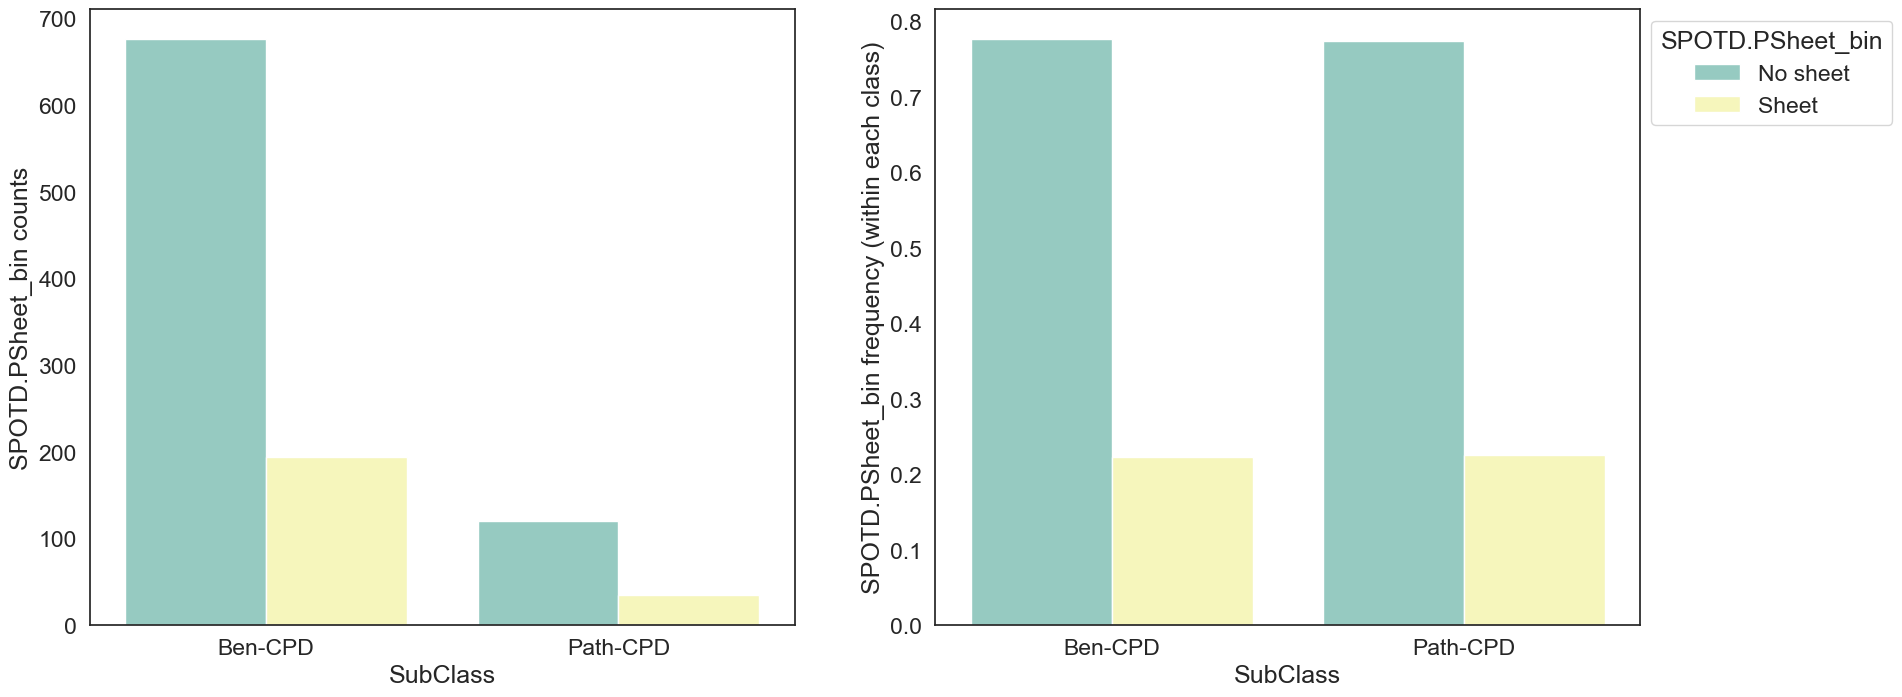 SPOTD.PSheet_bin counts
700
600
500
400
300
200
100
0
Ben-CPD
Path-CPD
SubClass
SPOTD.PSheet_bin frequency (within each class)
0.8
0.7
0.6
0.5
0.4
0.3
0.2
0.1
0.0
Ben-CPD
Path-CPD
SubClass
SPOTD.PSheet_bin
No sheet
Sheet